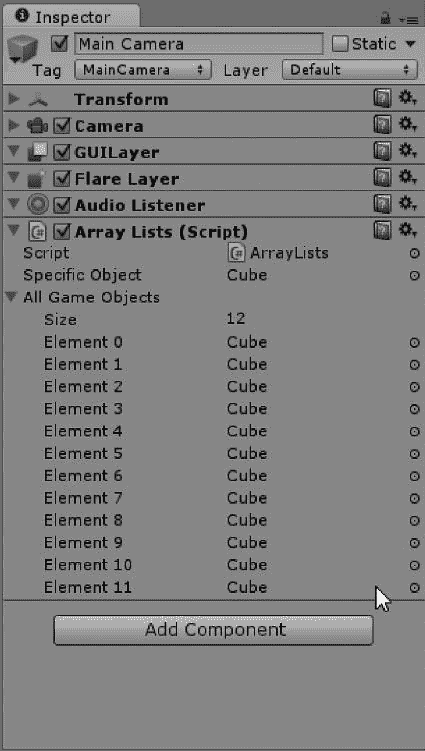 Inspector
Main Camera Static
Tag MainCamera Layer Default
Transform
Camera
GUILayer
Flare Layer
Audio Listener
Array Lists (Script)
Script ArrayLists
Specific Object Cube
All Game Objects
Size 12
Element 0 Cube
Element 1 Cube
Element 2 Cube
Element 3 Cube
Element 4 Cube
Element 5 Cube
Element 6 Cube
Element 7 Cube
Element 8 Cube
Element 9 Cube
Element 10 Cube
Element 11 Cube
Add Component